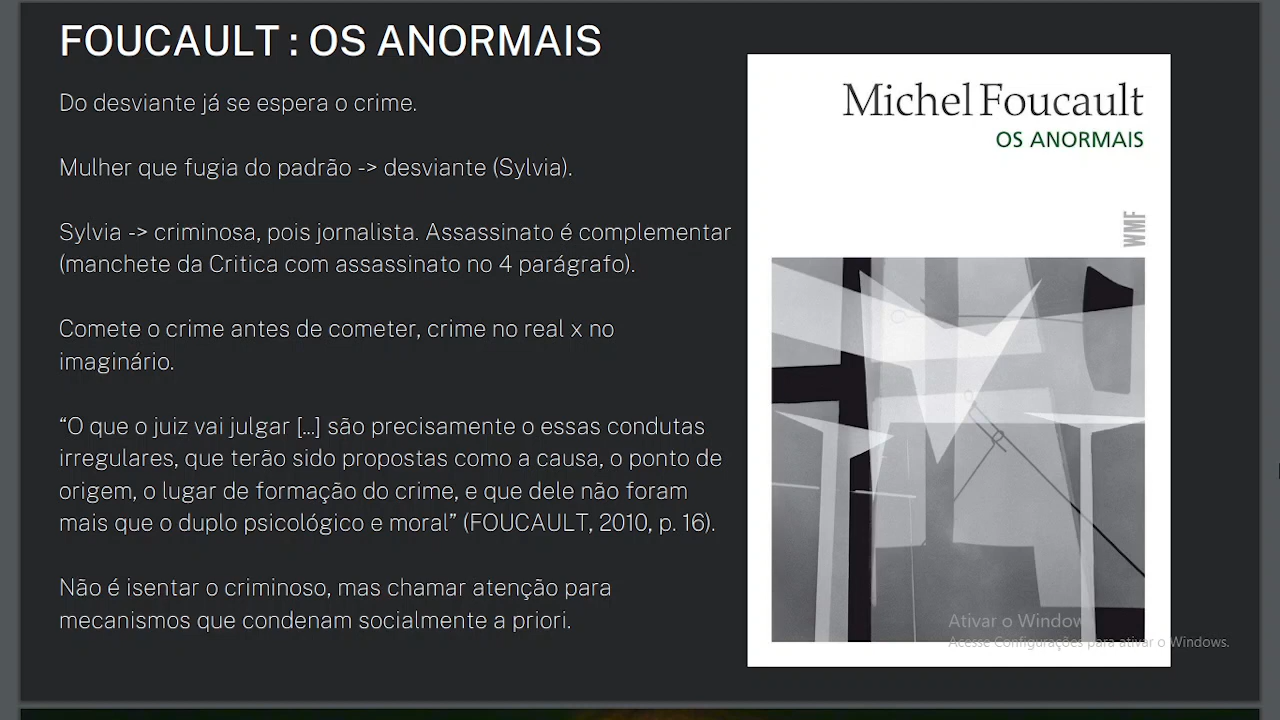 FOUCAULT : OS ANORMAIS
Do desviante já se espera o crime.
Mulher que fugia do padrão -> desviante (Sylvia).
Sylvia -> criminosa, pois jornalista. Assassinato é complementar
(manchete da Critica com assassinato no 4 parágrafo).
Comete o crime antes de cometer, crime no real x no
imaginário.
“O que o juiz vai julgar [...] são precisamente o essas condutas
irregulares, que terão sido propostas como a causa, o ponto de
origem, o lugar de formação do crime, e que dele não foram
mais que o duplo psicológico e moral” (FOUCAULT, 2010, p. 16).
Não é isentar o criminoso, mas chamar atenção para
mecanismos que condenam socialmente a priori.
Michel Foucault
OS ANORMAIS
WMF
Ativar o Window
Acesse Configurações para ativar o Windows.